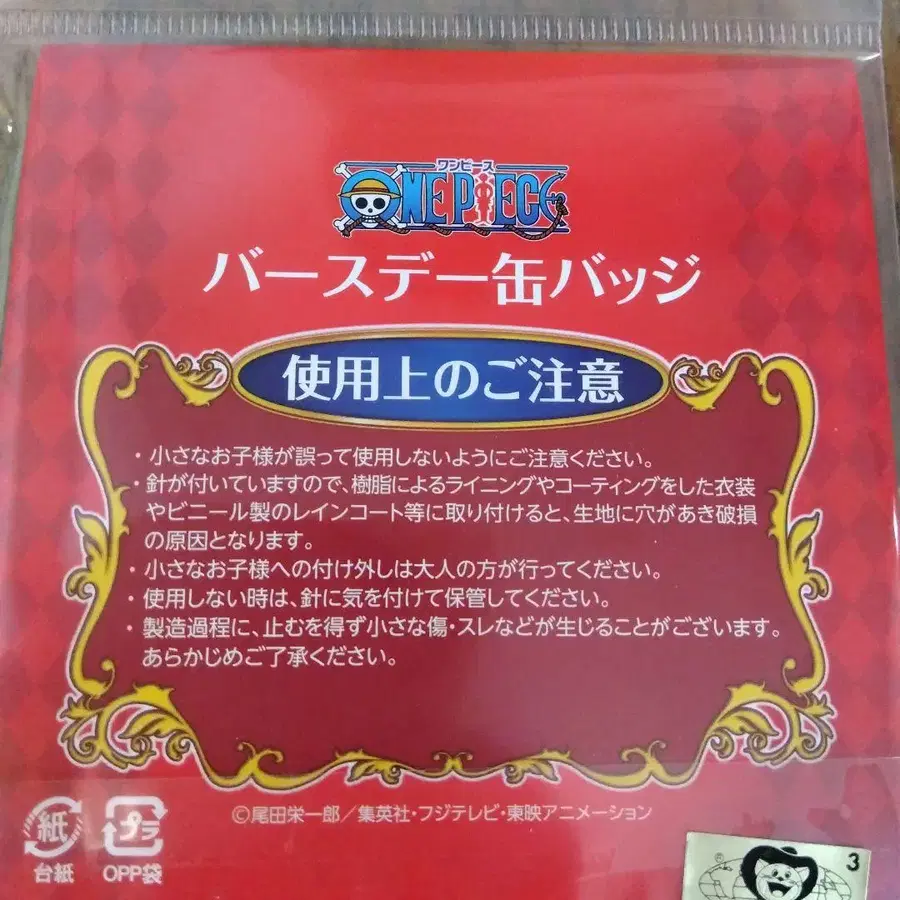 ワンピース
ONE PIECE
バースデー缶バッジ
使用上のご注意
・小さなお子様が誤って使用しないようにご注意ください。
・針が付いていますので、樹脂によるライニングやコーティングをした衣装
やビニール製のレインコート等に取り付けると、生地に穴があき破損
の原因となります。
・小さなお子様への付け外しは大人の方が行ってください。
・使用しない時は、針に気を付けて保管してください。
・製造過程に、止むを得ず小さな傷・スレなどが生じることがございます。
あらかじめご了承ください。
©尾田栄一郎／集英社・フジテレビ・東映アニメーション
紙
プラ
台紙
OPP袋
3